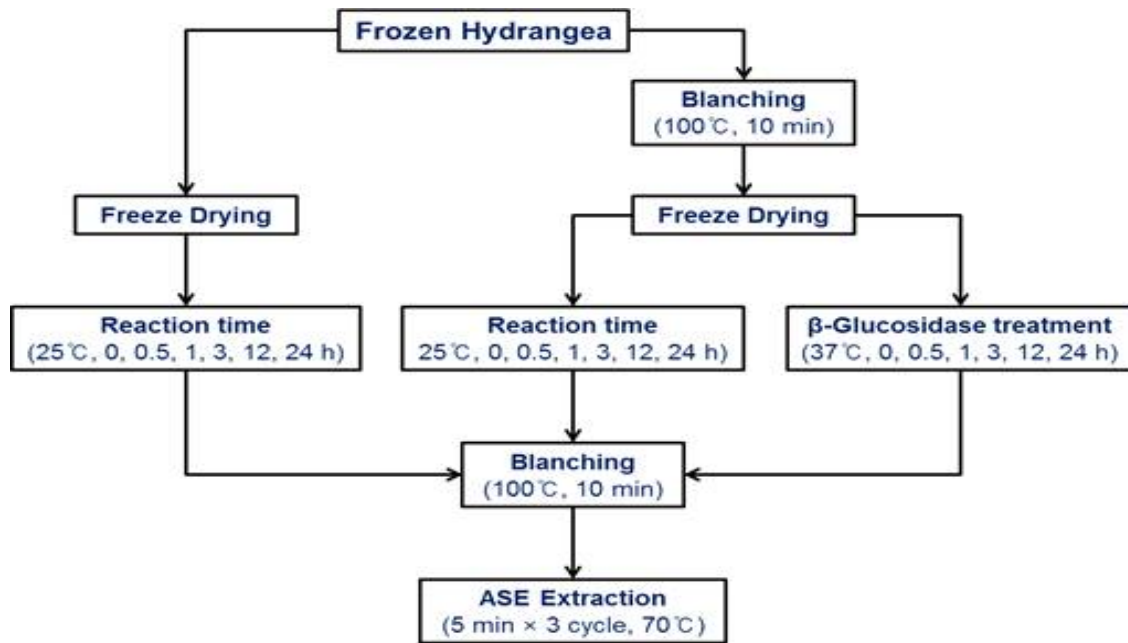 Frozen Hydrangea
Blanching
(100℃, 10 min)
Freeze Drying
Freeze Drying
Reaction time
(25℃, 0, 0.5, 1, 3, 12, 24 h)
Reaction time
25℃, 0, 0.5, 1, 3, 12, 24 h)
β-Glucosidase treatment
(37℃, 0, 0.5, 1, 3, 12, 24 h)
Blanching
(100℃, 10 min)
ASE Extraction
(5 min × 3 cycle, 70℃)